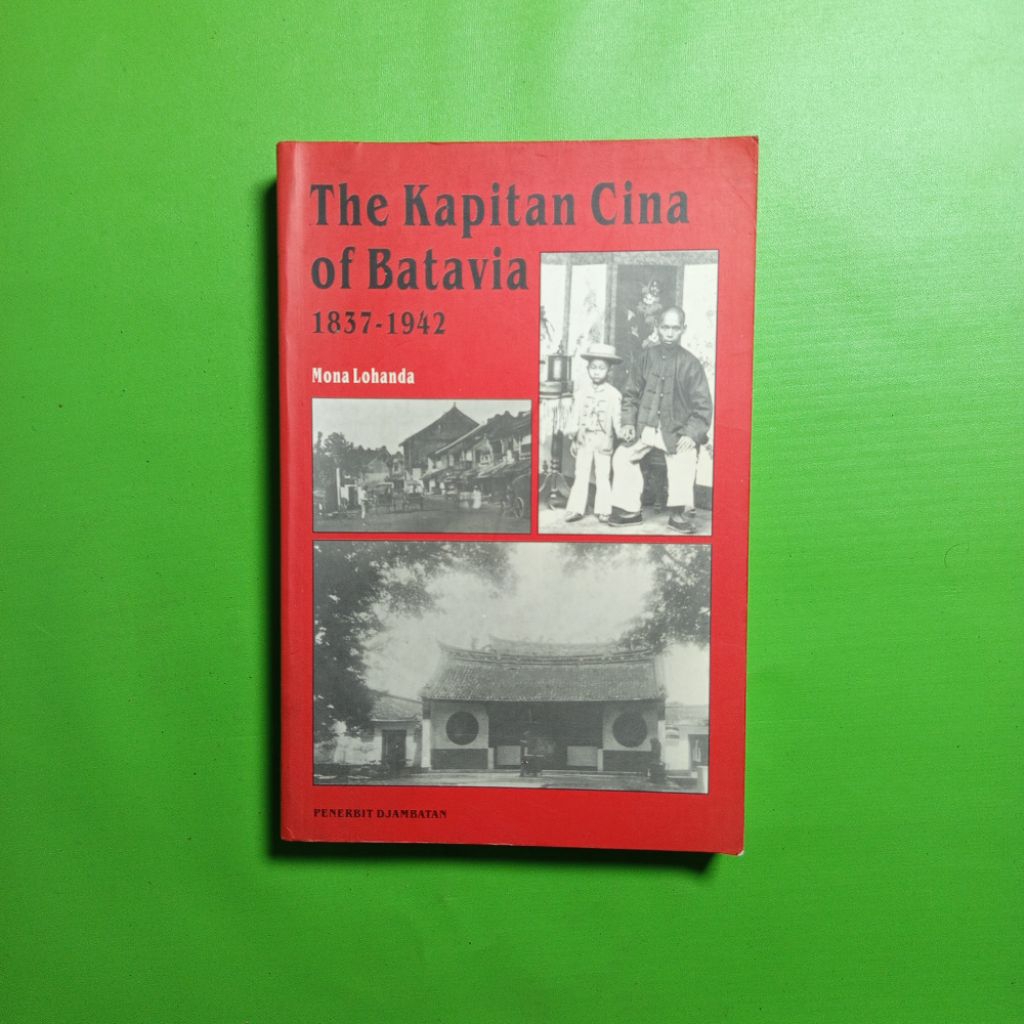 The Kapitan Cina
of Batavia
1837-1942
Mona Lohanda
PENERBIT DJAMBATAN